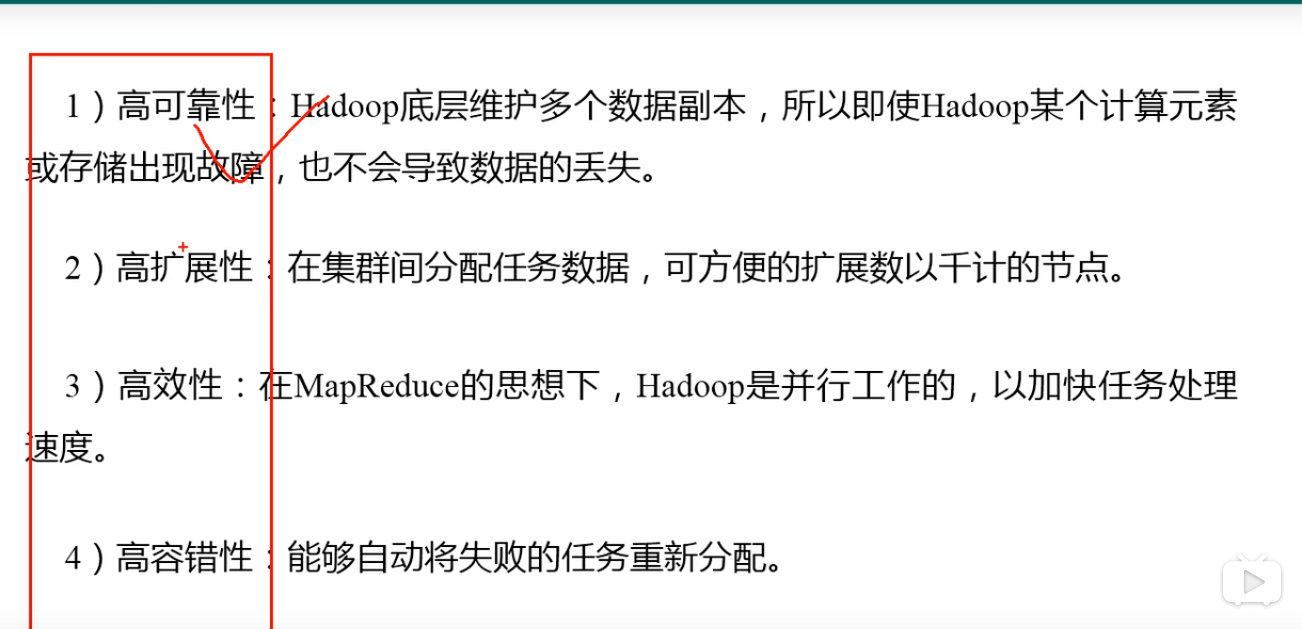 1）高可靠性：Hadoop底层维护多个数据副本，所以即使Hadoop某个计算元素
或存储出现故障，也不会导致数据的丢失。
2）高扩展性：在集群间分配任务数据，可方便的扩展数以千计的节点。
3）高效性：在MapReduce的思想下，Hadoop是并行工作的，以加快任务处理
速度。
4）高容错性：能够自动将失败的任务重新分配。